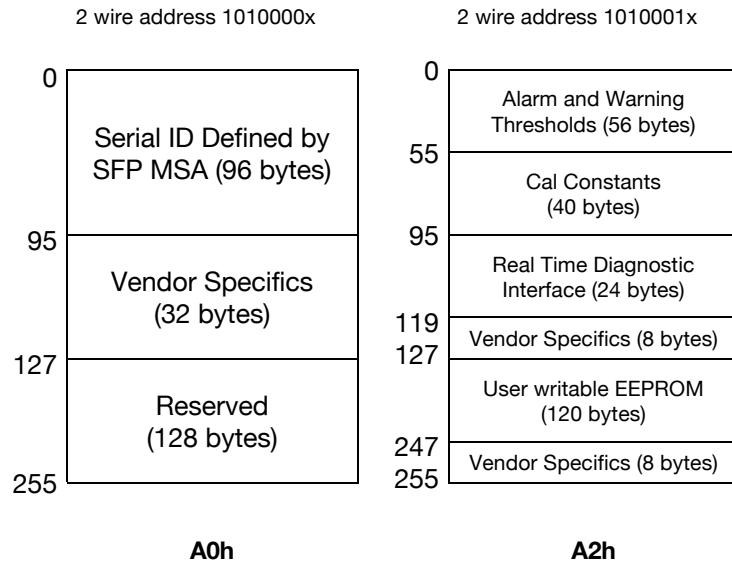 2 wire address 1010000x
0
Serial ID Defined by
SFP MSA (96 bytes)
95
Vendor Specifics
(32 bytes)
127
Reserved
(128 bytes)
255
A0h
2 wire address 1010001x
0
Alarm and Warning
Thresholds (56 bytes)
55
Cal Constants
(40 bytes)
95
Real Time Diagnostic
Interface (24 bytes)
119
Vendor Specifics (8 bytes)
127
User writable EEPROM
(120 bytes)
247
Vendor Specifics (8 bytes)
255
A2h